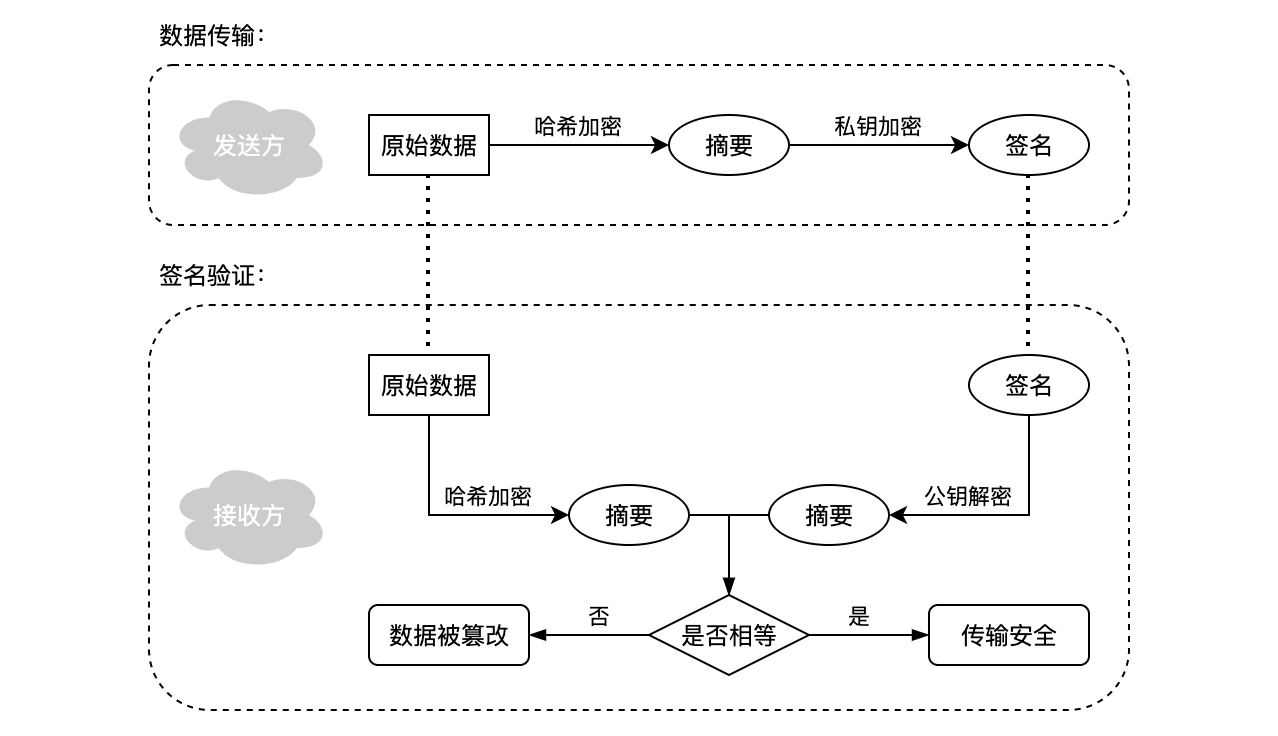 数据传输：
发送方
原始数据
哈希加密
摘要
私钥加密
签名
签名验证：
原始数据
签名
接收方
哈希加密
摘要
摘要
公钥解密
数据被篡改
否
是否相等
是
传输安全